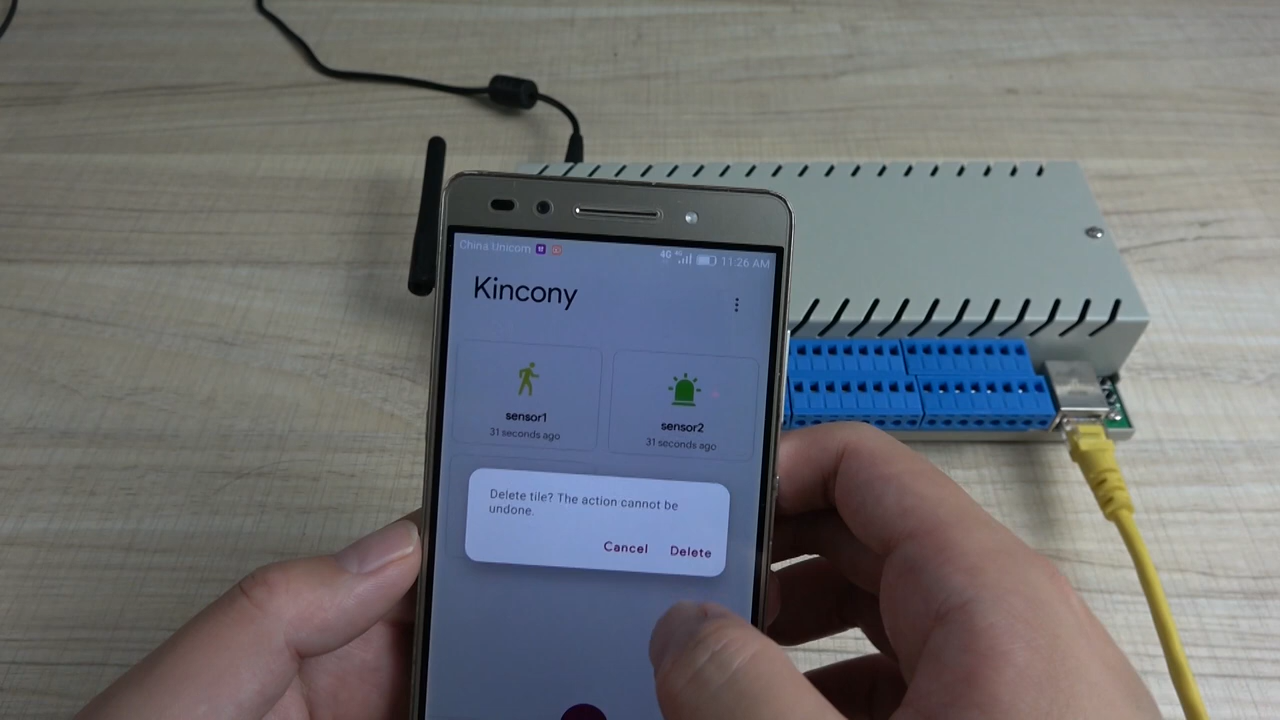 China Unicom
4G
11:26 AM
Kincony
sensor1
31 seconds ago
sensor2
31 seconds ago
Delete tile? The action cannot be
undone.
Cancel
Delete